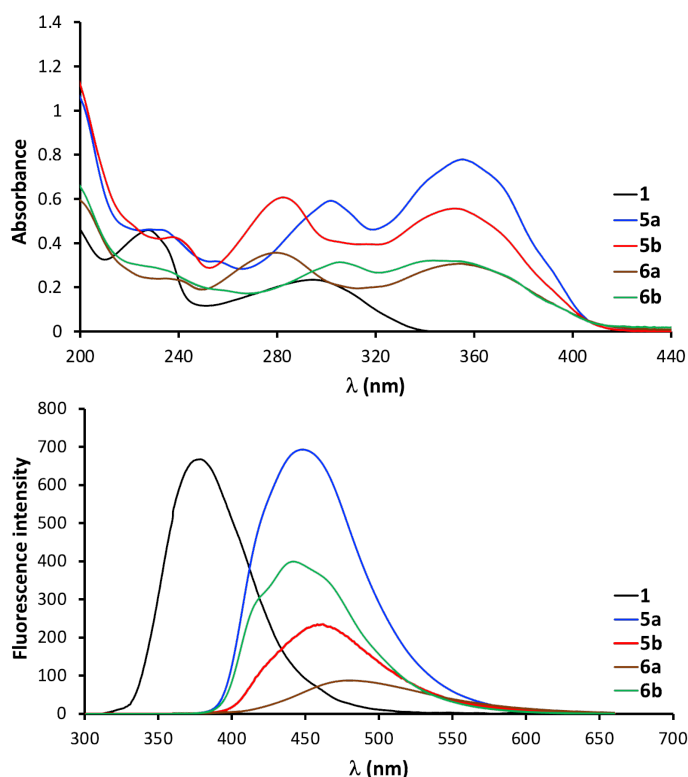 1.4
1.2
1
0.8
0.6
0.4
0.2
0
Absorbance
200 240 280 320 360 400 440
λ (nm)
1
5a
5b
6a
6b
800
700
600
500
400
300
200
100
0
Fluorescence intensity
300 350 400 450 500 550 600 650 700
λ (nm)
1
5a
5b
6a
6b